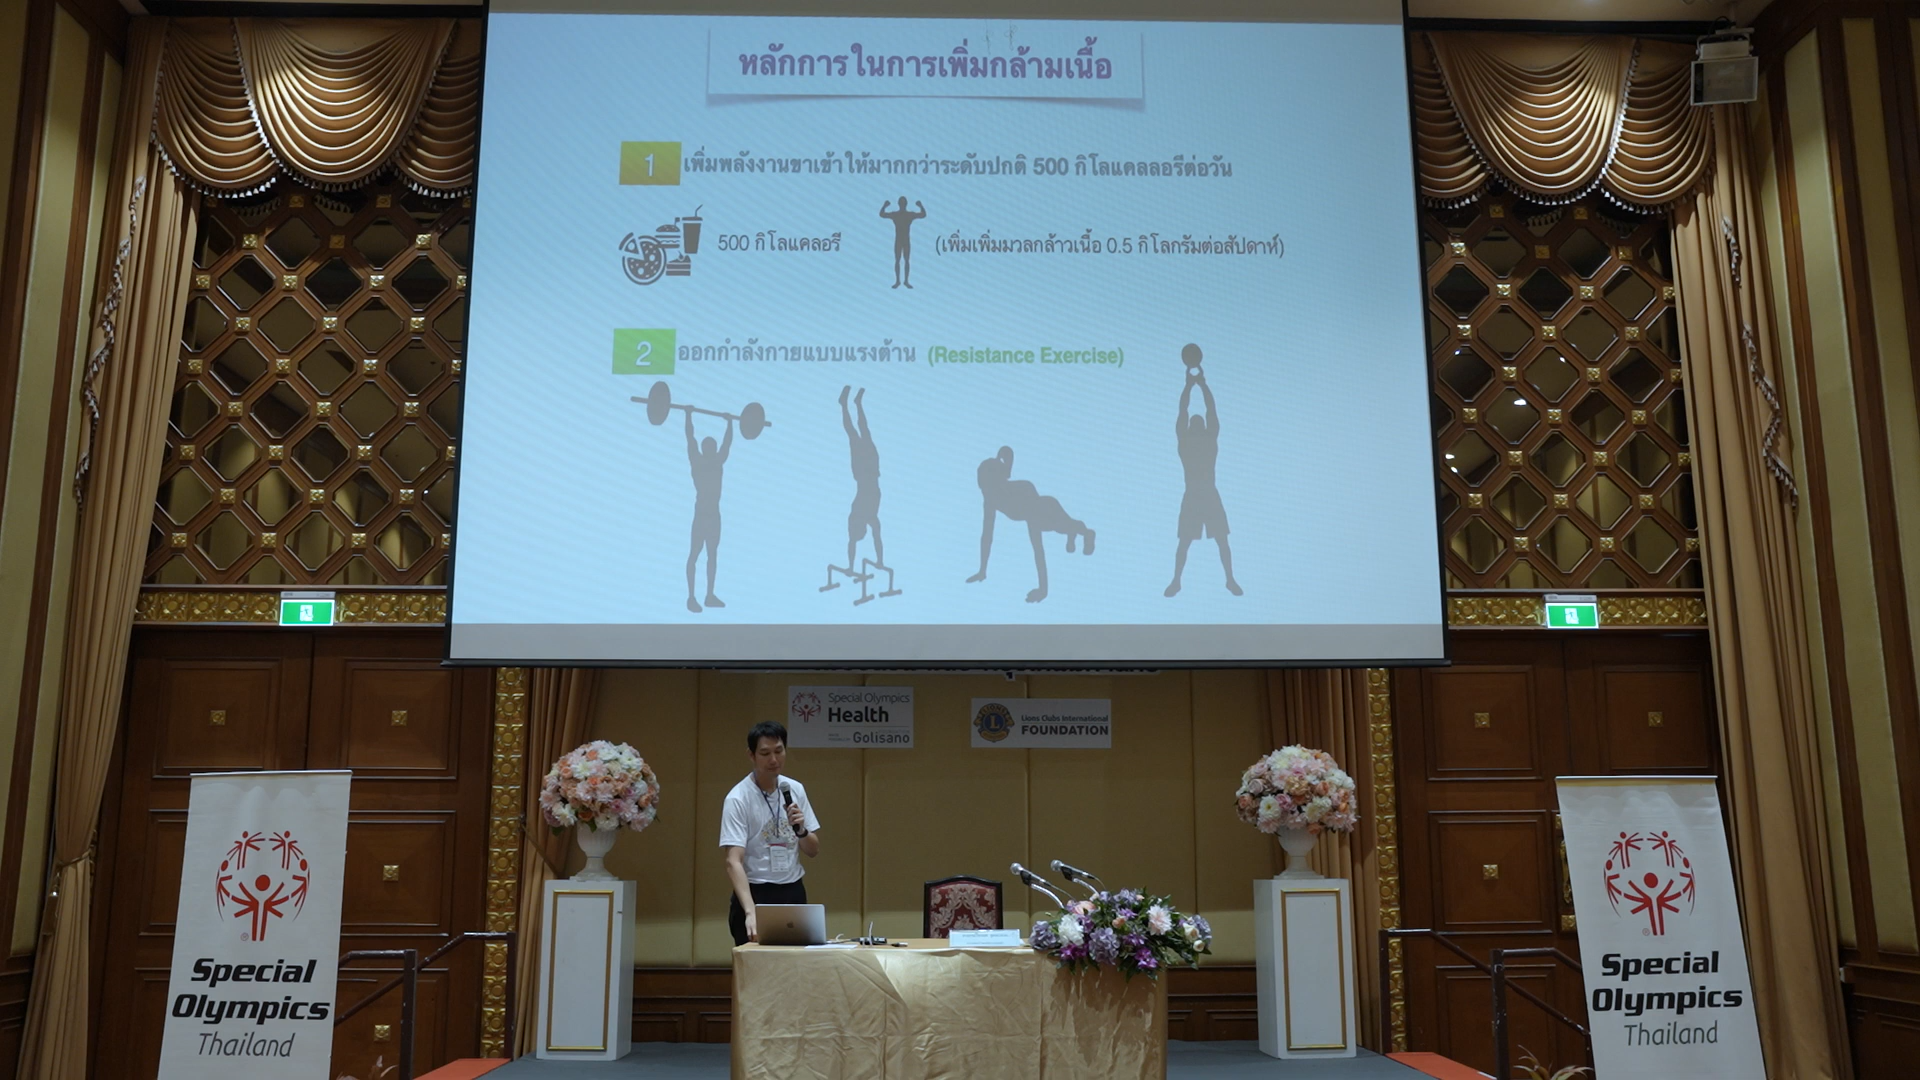 หลักการในการเพิ่มกล้ามเนื้อ
1 เพิ่มพลังงานขาเข้าให้มากกว่าระดับปกติ 500 กิโลแคลลอรีต่อวัน
500 กิโลแคลอรี
(เพิ่มเพิ่มมวลกล้าวเนื้อ 0.5 กิโลกรัมต่อสัปดาห์)
2 ออกกำลังกายแบบแรงต้าน (Resistance Exercise)
Special Olympics
Health
Golisano
Lions Clubs International
FOUNDATION
Special
Olympics
Thailand
Special
Olympics
Thailand